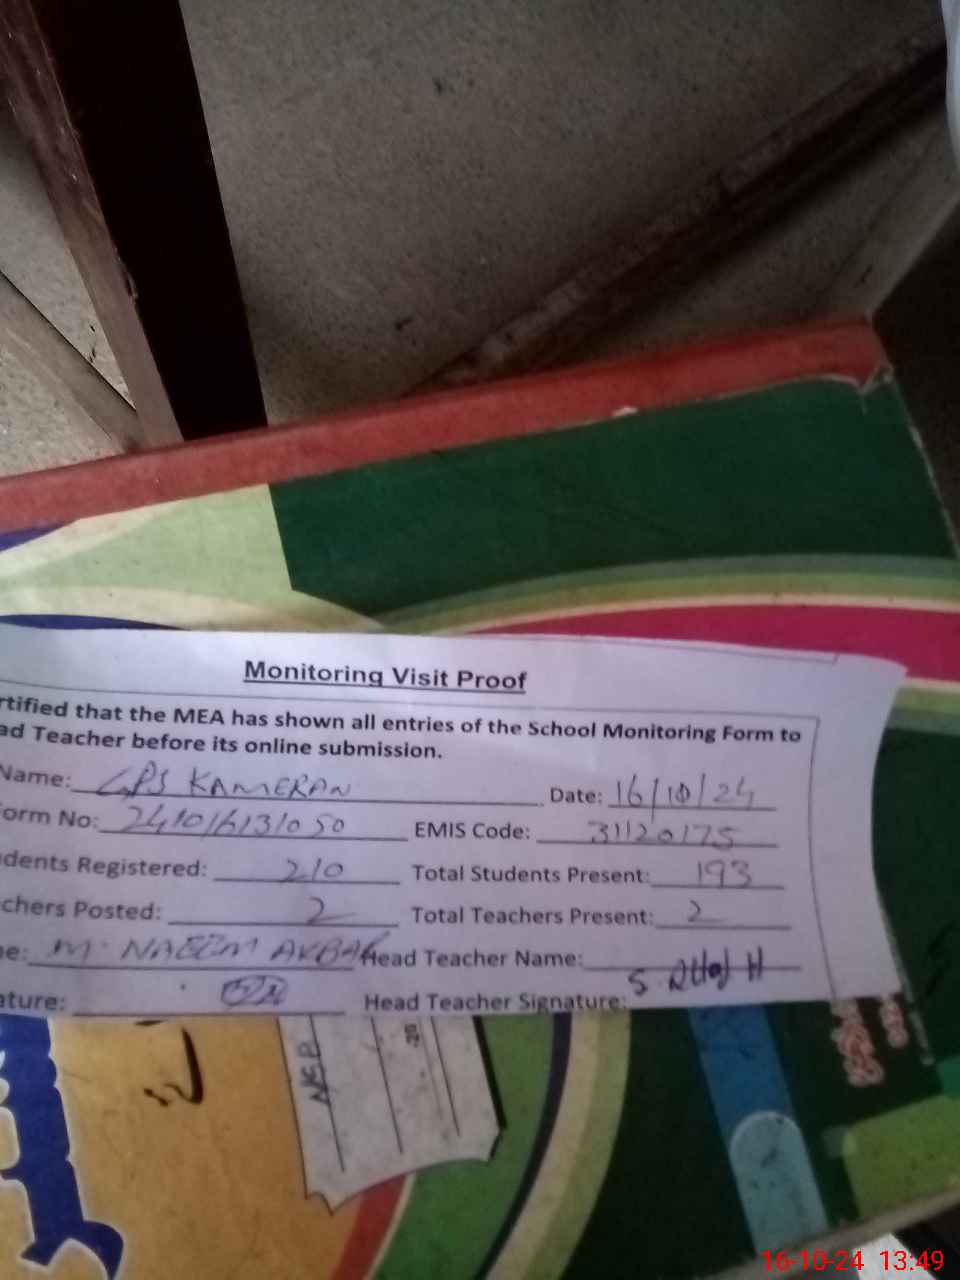 Monitoring Visit Proof
rtified that the MEA has shown all entries of the School Monitoring Form to
ad Teacher before its online submission.
Name: GPS KAMERAN Date: 16/10/24
orm No: 241016131050 EMIS Code: 31120175
dents Registered: 210 Total Students Present: 193
chers Posted: 2 Total Teachers Present: 2
e: M. NAEEM AKBAR Head Teacher Name:
ature: Head Teacher Signature:
16-10-24 13:49